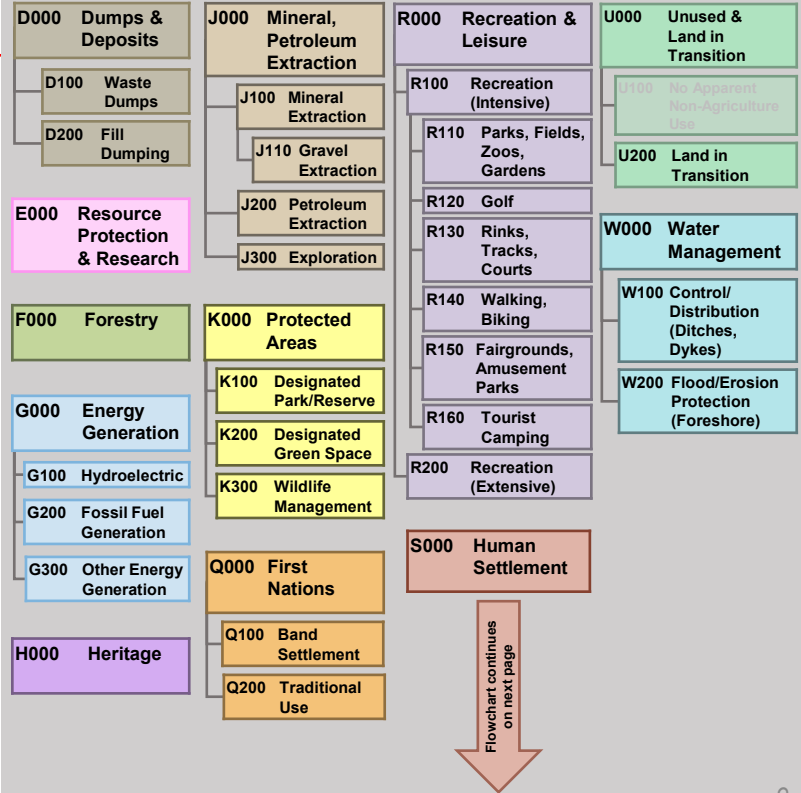 D000 Dumps &
Deposits
D100 Waste
Dumps
D200 Fill
Dumping
E000 Resource
Protection
& Research
F000 Forestry
G000 Energy
Generation
G100 Hydroelectric
G200 Fossil Fuel
Generation
G300 Other Energy
Generation
H000 Heritage
J000 Mineral,
Petroleum
Extraction
J100 Mineral
Extraction
J110 Gravel
Extraction
J200 Petroleum
Extraction
J300 Exploration
K000 Protected
Areas
K100 Designated
Park/Reserve
K200 Designated
Green Space
K300 Wildlife
Management
Q000 First
Nations
Q100 Band
Settlement
Q200 Traditional
Use
R000 Recreation &
Leisure
R100 Recreation
(Intensive)
R110 Parks, Fields,
Zoos,
Gardens
R120 Golf
R130 Rinks,
Tracks,
Courts
R140 Walking,
Biking
R150 Fairgrounds,
Amusement
Parks
R160 Tourist
Camping
R200 Recreation
(Extensive)
S000 Human
Settlement
Flowchart continues
on next page
U000 Unused &
Land in
Transition
U100 No Apparent
Non-Agriculture
Use
U200 Land in
Transition
W000 Water
Management
W100 Control/
Distribution
(Ditches,
Dykes)
W200 Flood/Erosion
Protection
(Foreshore)